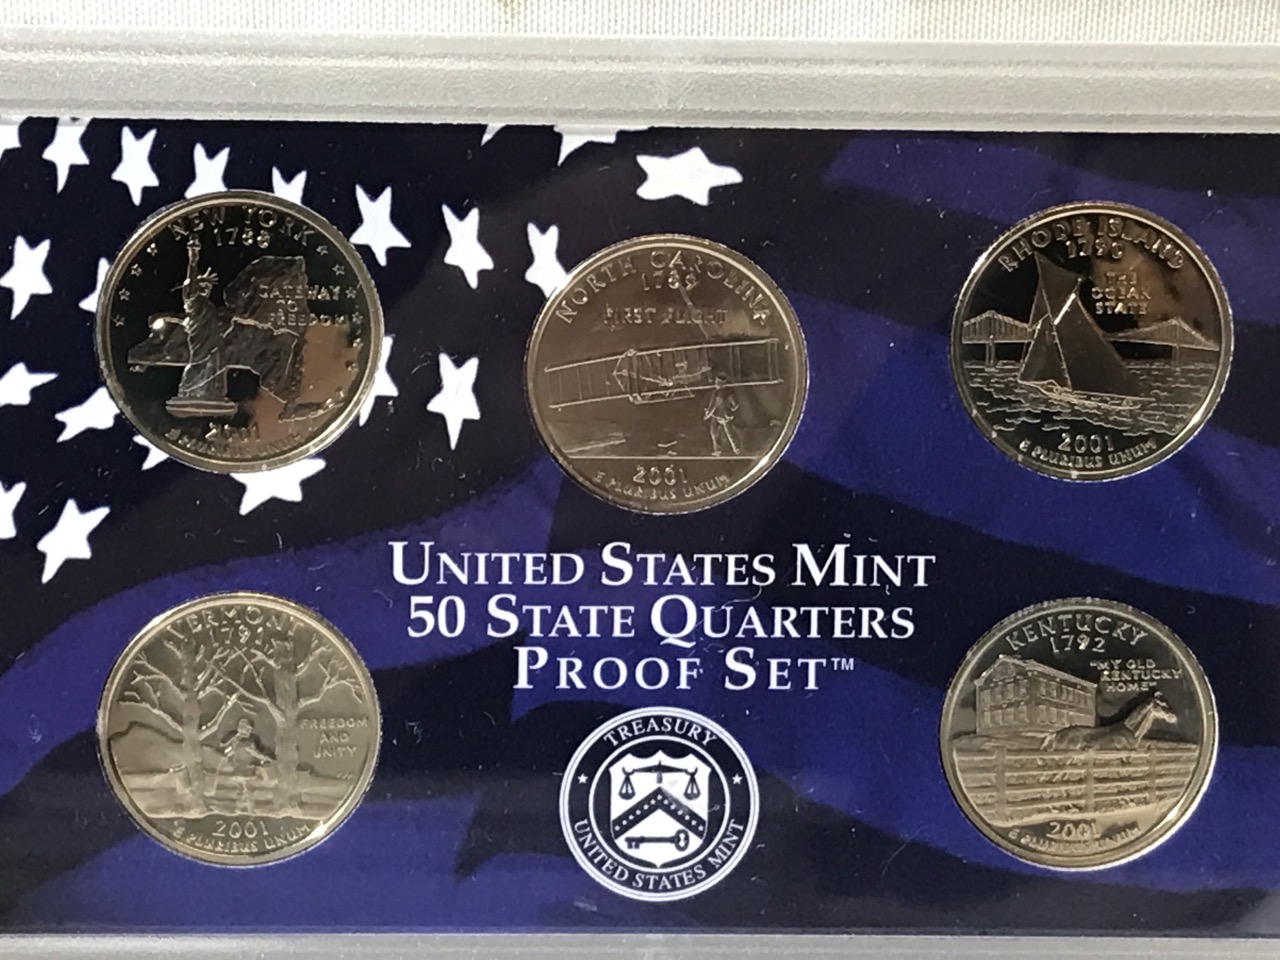 NEW YORK
1788
GATEWAY
TO
FREEDOM
2001
E PLURIBUS UNUM
NORTH CAROLINA
1789
FIRST FLIGHT
2001
E PLURIBUS UNUM
RHODE ISLAND
1790
THE
OCEAN
STATE
2001
E PLURIBUS UNUM
UNITED STATES MINT
50 STATE QUARTERS
PROOF SET™
VERMONT
1791
FREEDOM
AND
UNITY
2001
E PLURIBUS UNUM
TREASURY
UNITED STATES MINT
KENTUCKY
1792
"MY OLD
KENTUCKY
HOME"
2001
E PLURIBUS UNUM